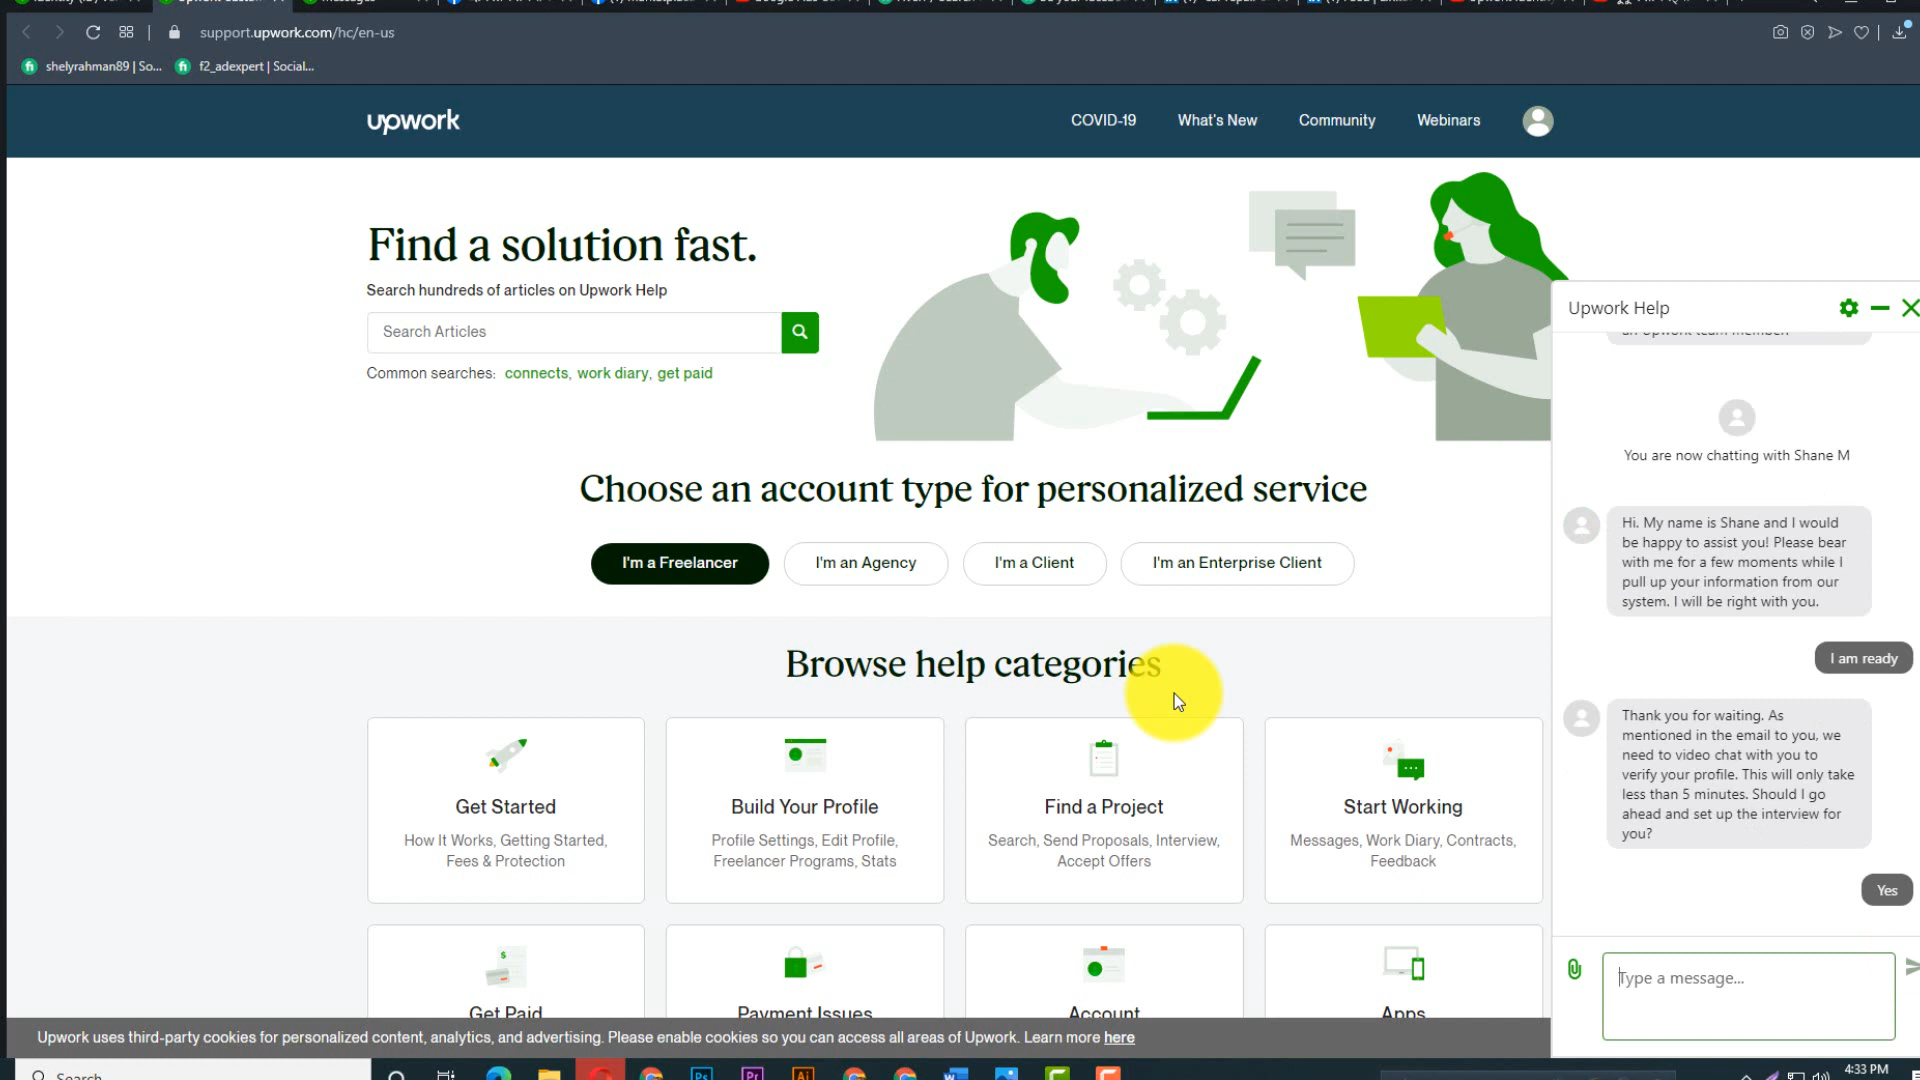 support.upwork.com/hc/en-us
shelyrahman89 | So...
f2_adexpert | Social...
upwork
COVID-19
What's New
Community
Webinars
Find a solution fast.
Search hundreds of articles on Upwork Help
Search Articles
Common searches: connects, work diary, get paid
Choose an account type for personalized service
I'm a Freelancer
I'm an Agency
I'm a Client
I'm an Enterprise Client
Browse help categories
Get Started
How It Works, Getting Started,
Fees & Protection
Build Your Profile
Profile Settings, Edit Profile,
Freelancer Programs, Stats
Find a Project
Search, Send Proposals, Interview,
Accept Offers
Start Working
Messages, Work Diary, Contracts,
Feedback
Get Paid
Payment Issues
Account
Apps
Upwork uses third-party cookies for personalized content, analytics, and advertising. Please enable cookies so you can access all areas of Upwork. Learn more here
Upwork Help
an Upwork team member.
You are now chatting with Shane M
Hi. My name is Shane and I would
be happy to assist you! Please bear
with me for a few moments while I
pull up your information from our
system. I will be right with you.
I am ready
Thank you for waiting. As
mentioned in the email to you, we
need to video chat with you to
verify your profile. This will only take
less than 5 minutes. Should I go
ahead and set up the interview for
you?
Yes
Type a message...
Search
Ps
Pr
Ai
4:33 PM